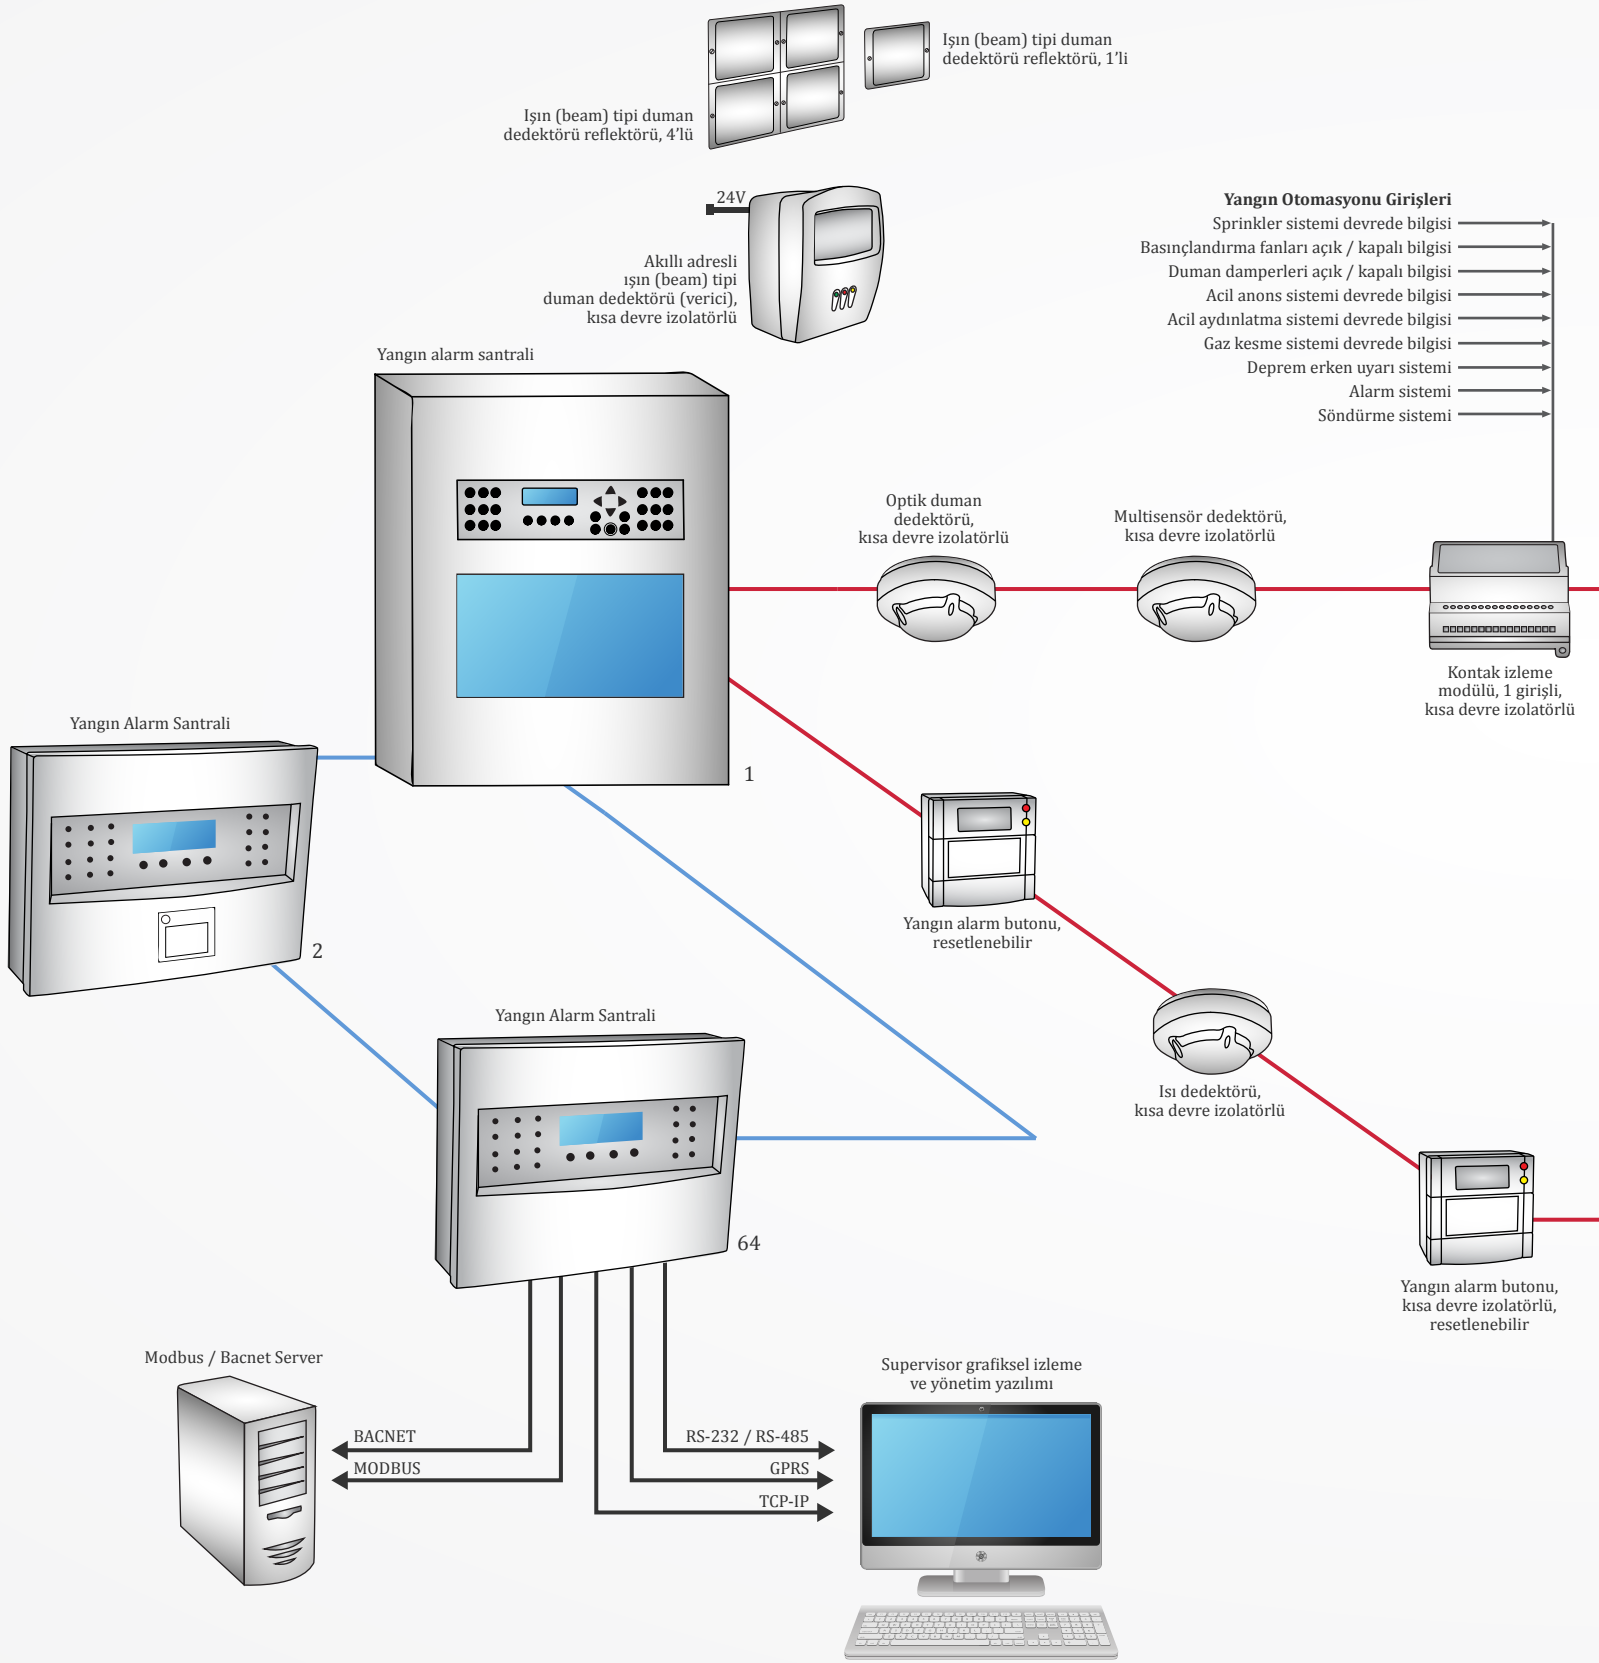 Işın (beam) tipi duman
dedektörü reflektörü, 1'li
Işın (beam) tipi duman
dedektörü reflektörü, 4'lü
24V
Akıllı adresli
ışın (beam) tipi
duman dedektörü (verici),
kısa devre izolatörlü
Yangın Otomasyonu Girişleri
Sprinkler sistemi devrede bilgisi
Basınçlandırma fanları açık / kapalı bilgisi
Duman damperleri açık / kapalı bilgisi
Acil anons sistemi devrede bilgisi
Acil aydınlatma sistemi devrede bilgisi
Gaz kesme sistemi devrede bilgisi
Deprem erken uyarı sistemi
Alarm sistemi
Söndürme sistemi
Yangın alarm santrali
1
Optik duman
dedektörü,
kısa devre izolatörlü
Multisensör dedektörü,
kısa devre izolatörlü
Kontak izleme
modülü, 1 girişli,
kısa devre izolatörlü
Yangın Alarm Santrali
2
Yangın alarm butonu,
resetlenebilir
Yangın Alarm Santrali
64
Isı dedektörü,
kısa devre izolatörlü
Yangın alarm butonu,
kısa devre izolatörlü,
resetlenebilir
Modbus / Bacnet Server
BACNET
MODBUS
RS-232 / RS-485
GPRS
TCP-IP
Supervisor grafiksel izleme
ve yönetim yazılımı